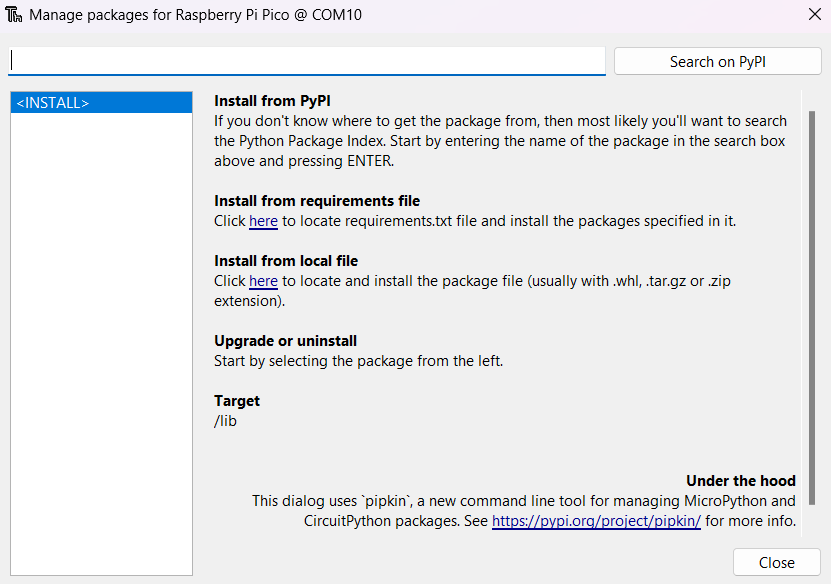 Manage packages for Raspberry Pi Pico @ COM10
Search on PyPI
<INSTALL>
Install from PyPI
If you don't know where to get the package from, then most likely you'll want to search
the Python Package Index. Start by entering the name of the package in the search box
above and pressing ENTER.
Install from requirements file
Click here to locate requirements.txt file and install the packages specified in it.
Install from local file
Click here to locate and install the package file (usually with .whl, .tar.gz or .zip
extension).
Upgrade or uninstall
Start by selecting the package from the left.
Target
/lib
Under the hood
This dialog uses `pipkin`, a new command line tool for managing MicroPython and
CircuitPython packages. See https://pypi.org/project/pipkin/ for more info.
Close